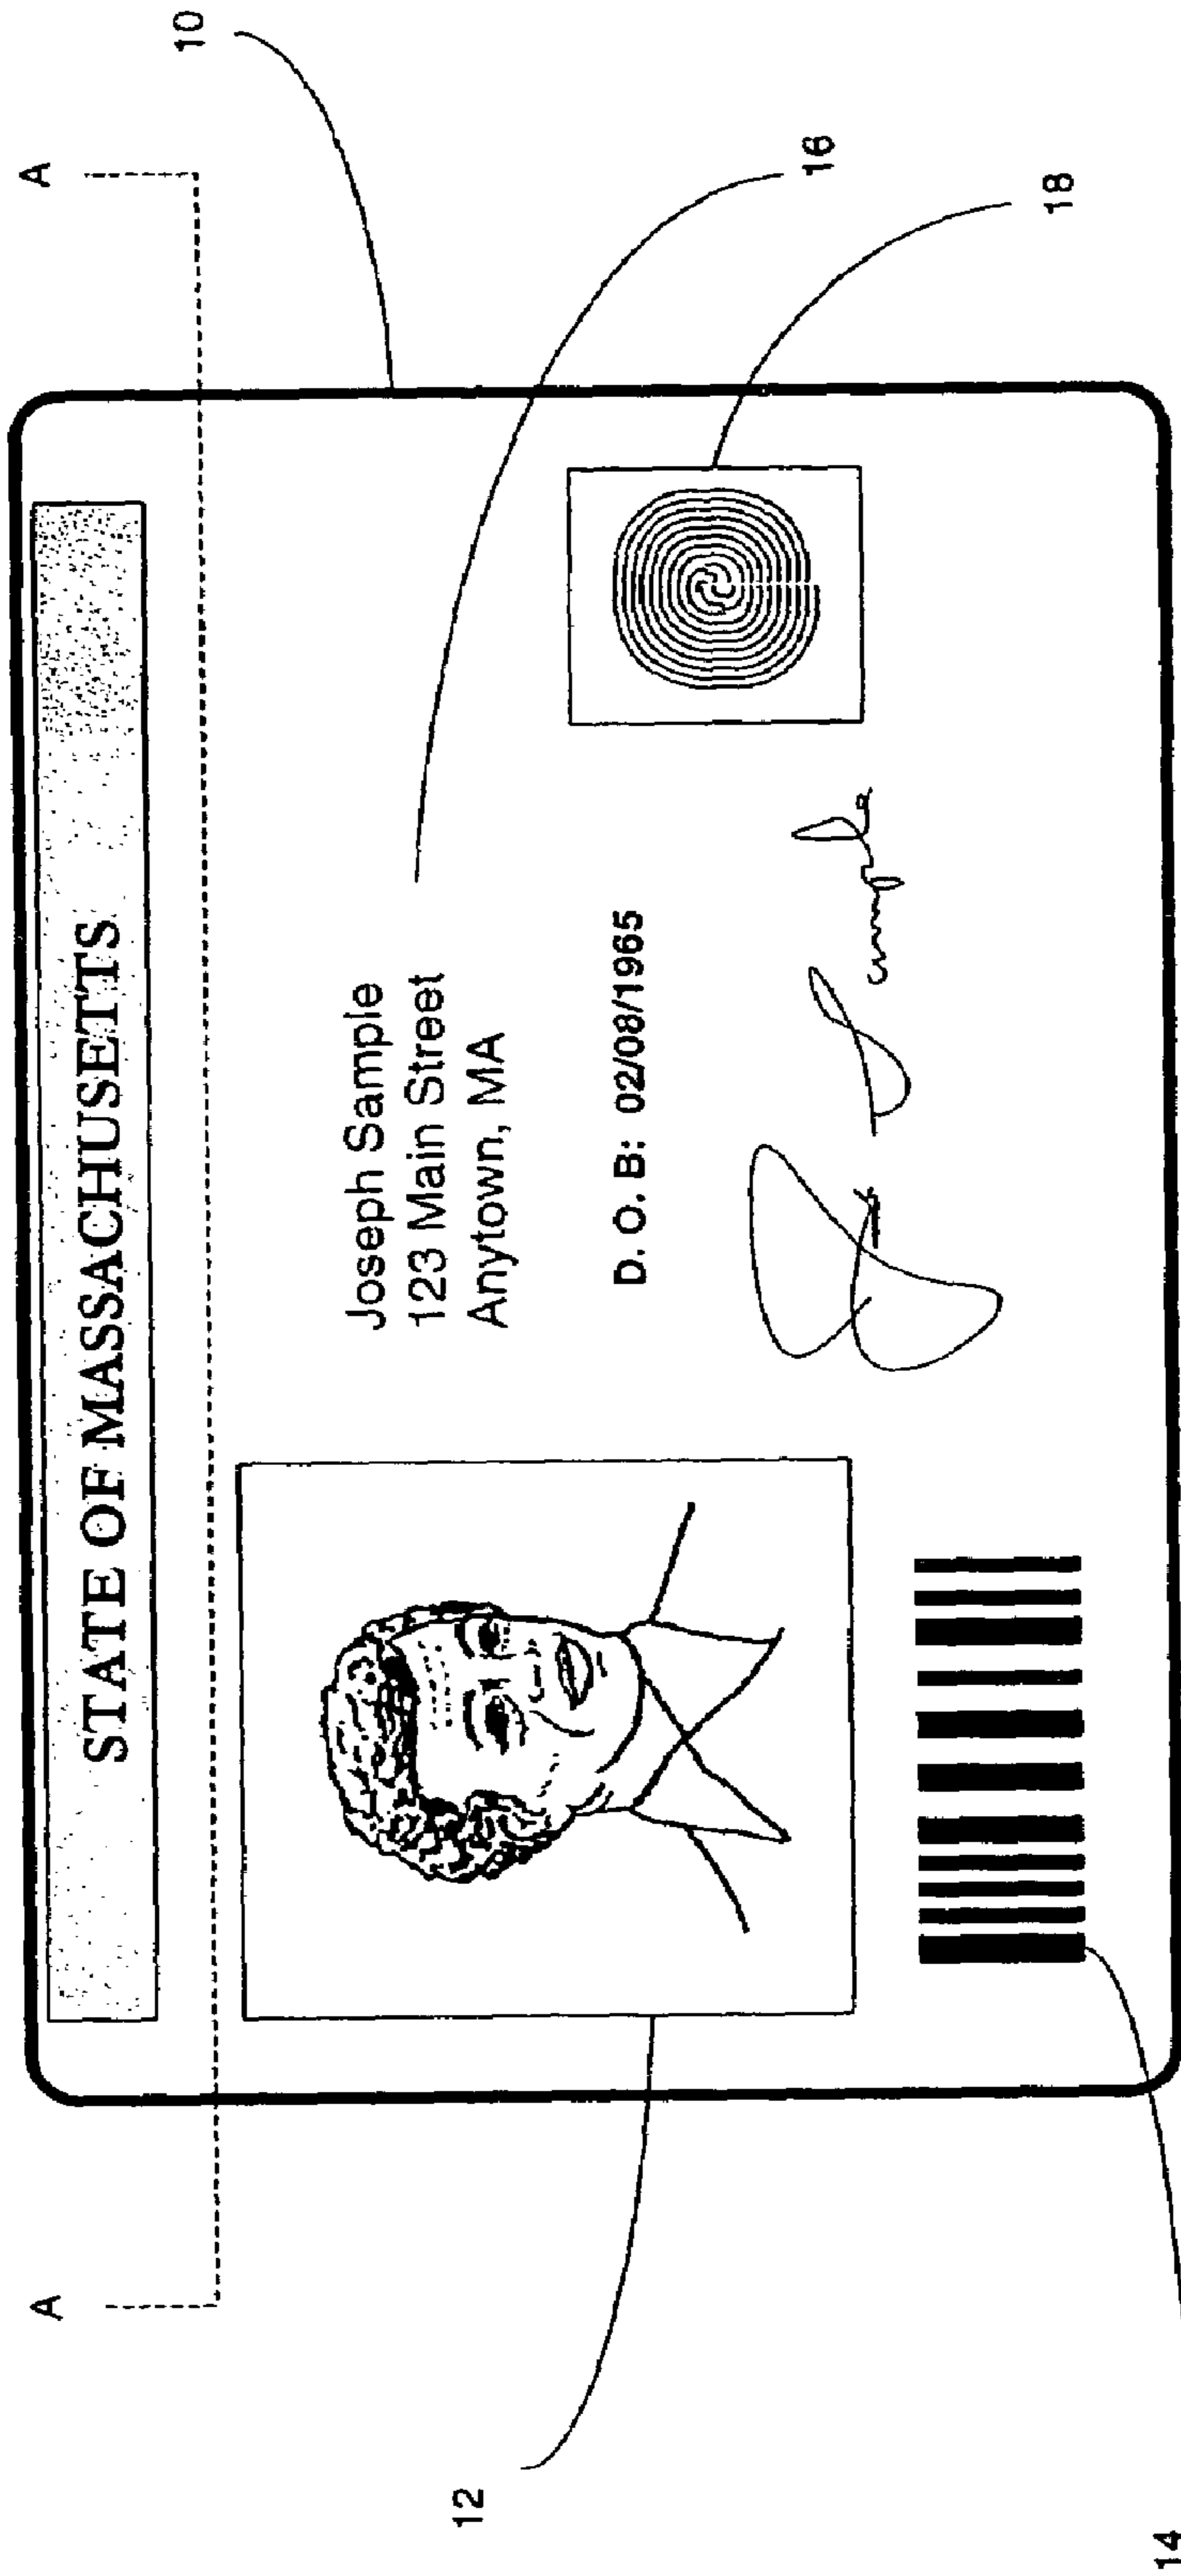 A A
10
STATE OF MASSACHUSETTS
Joseph Sample
123 Main Street
Anytown, MA
16
D. O. B: 02/08/1965
18
12
14